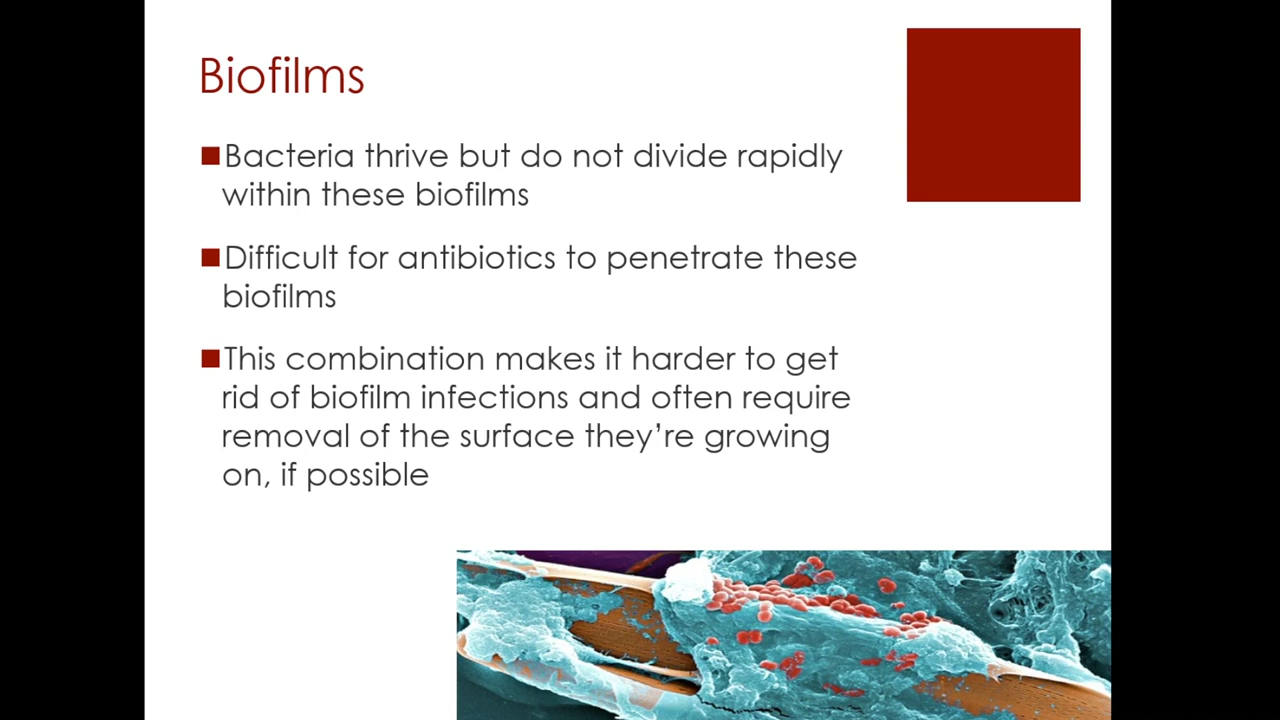 Biofilms
Bacteria thrive but do not divide rapidly
within these biofilms
Difficult for antibiotics to penetrate these
biofilms
This combination makes it harder to get
rid of biofilm infections and often require
removal of the surface they’re growing
on, if possible